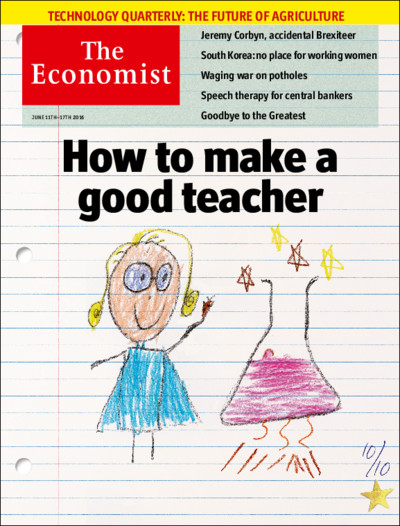 TECHNOLOGY QUARTERLY: THE FUTURE OF AGRICULTURE
The
Economist
JUNE 11TH–17TH 2016
Jeremy Corbyn, accidental Brexiteer
South Korea: no place for working women
Waging war on potholes
Speech therapy for central bankers
Goodbye to the Greatest
How to make a
good teacher
10/10